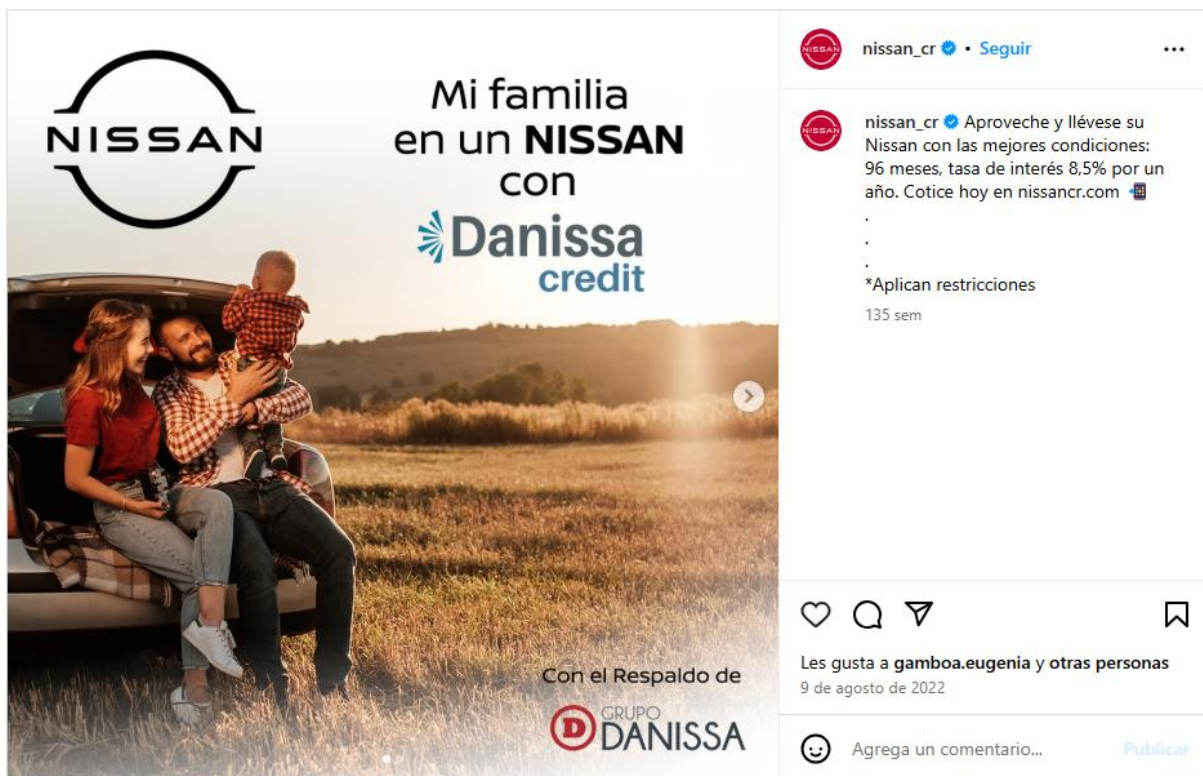 NISSAN
Mi familia
en un NISSAN
con
Danissa
credit
Con el Respaldo de
D GRUPO
DANISSA
NISSAN
nissan_cr • Seguir
NISSAN
nissan_cr Aproveche y llévese su
Nissan con las mejores condiciones:
96 meses, tasa de interés 8,5% por un
año. Cotice hoy en nissancr.com
.
.
.
*Aplican restricciones
135 sem
Les gusta a gamboa.eugenia y otras personas
9 de agosto de 2022
Agrega un comentario...
Publicar